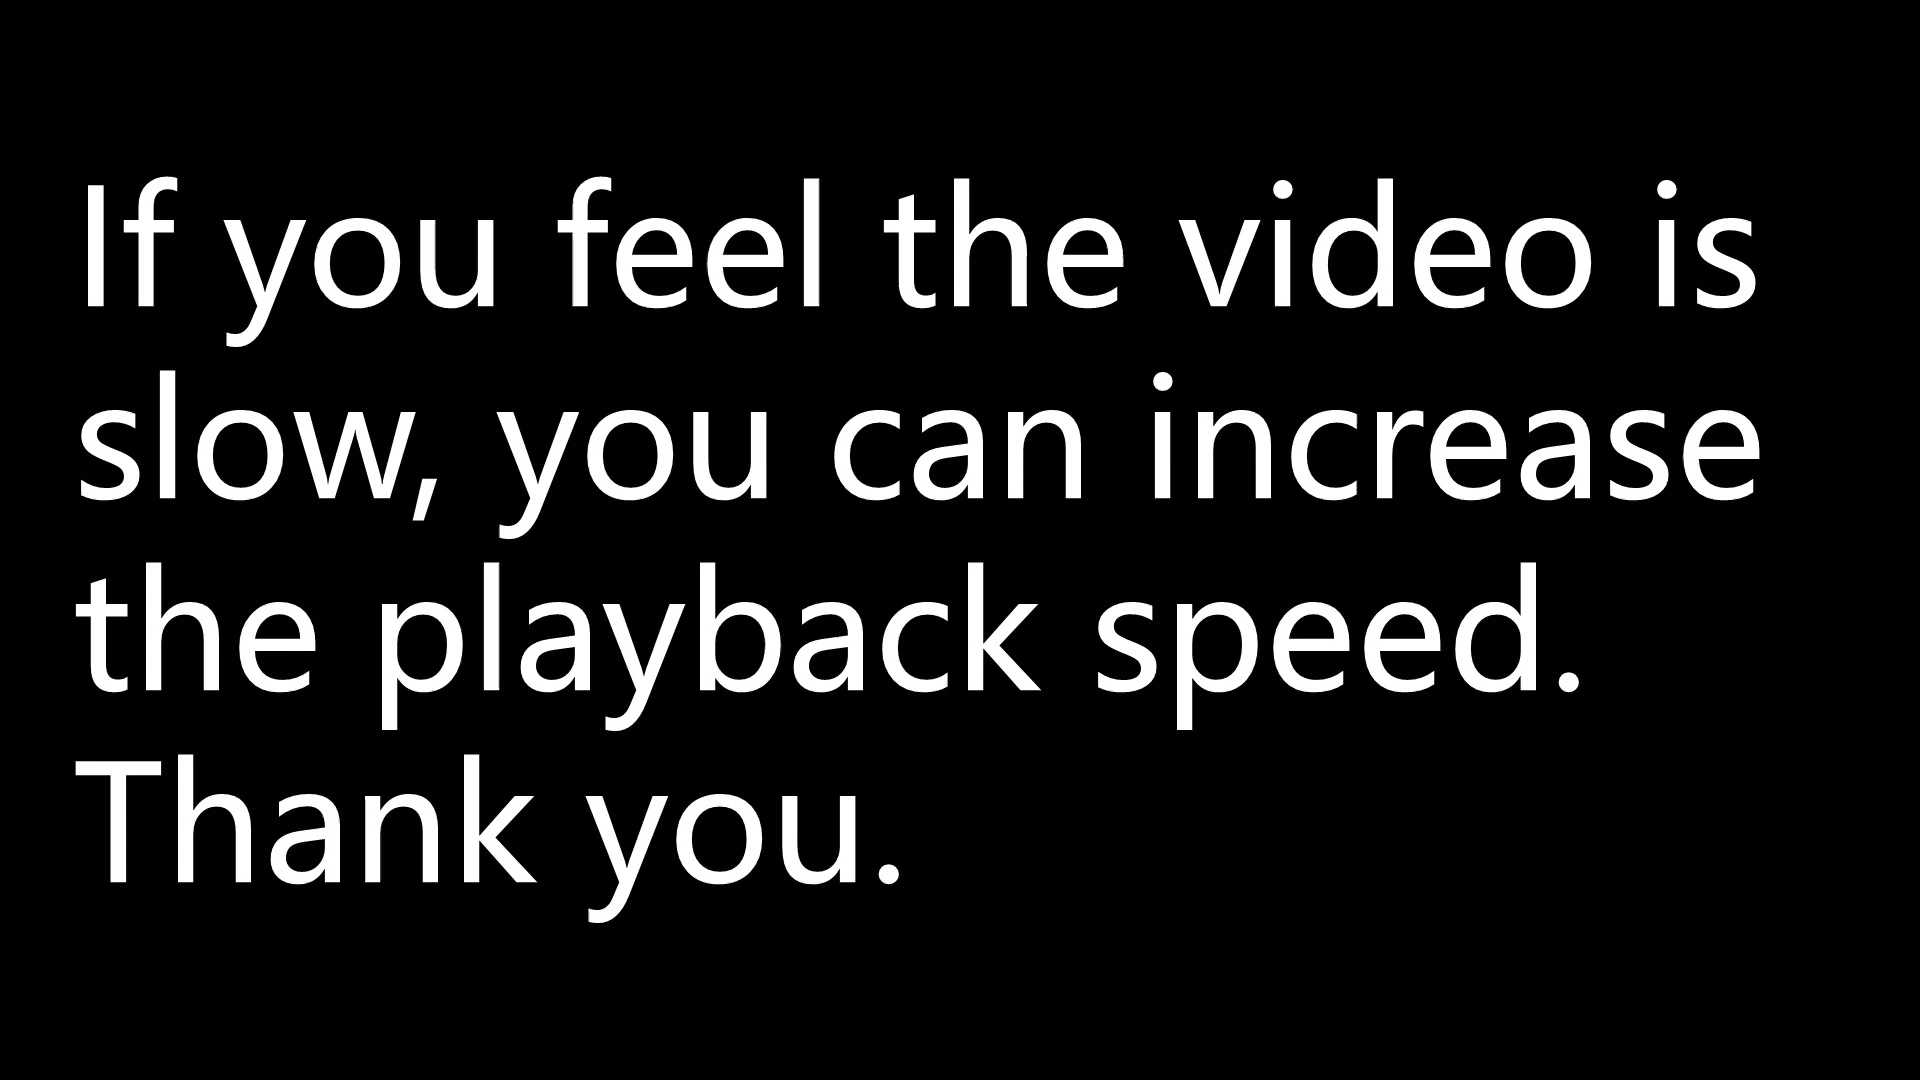 If you feel the video is
slow, you can increase
the playback speed.
Thank you.